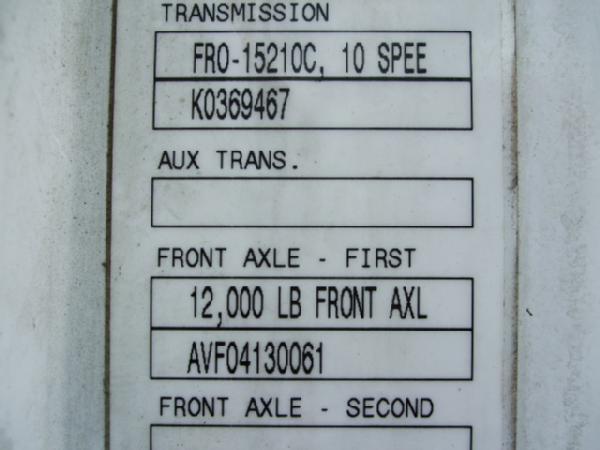 TRANSMISSION
FRO-15210C, 10 SPEE
K0369467
AUX TRANS.
FRONT AXLE - FIRST
12,000 LB FRONT AXL
AVF04130061
FRONT AXLE - SECOND